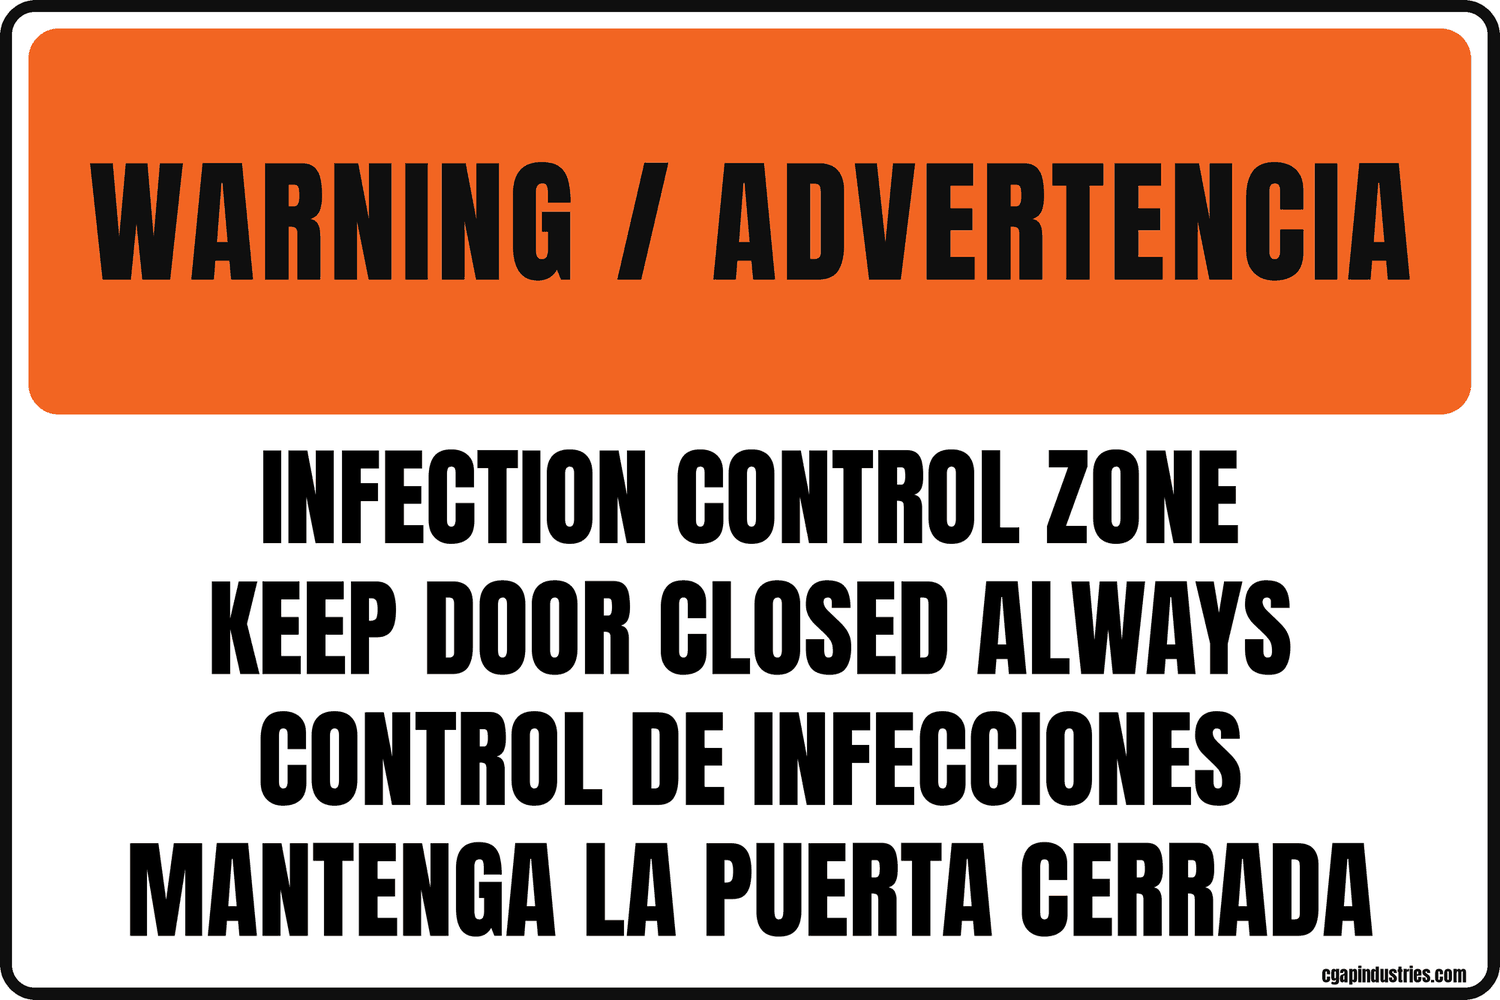 WARNING / ADVERTENCIA
INFECTION CONTROL ZONE
KEEP DOOR CLOSED ALWAYS
CONTROL DE INFECCIONES
MANTENGA LA PUERTA CERRADA
cgapindustries.com